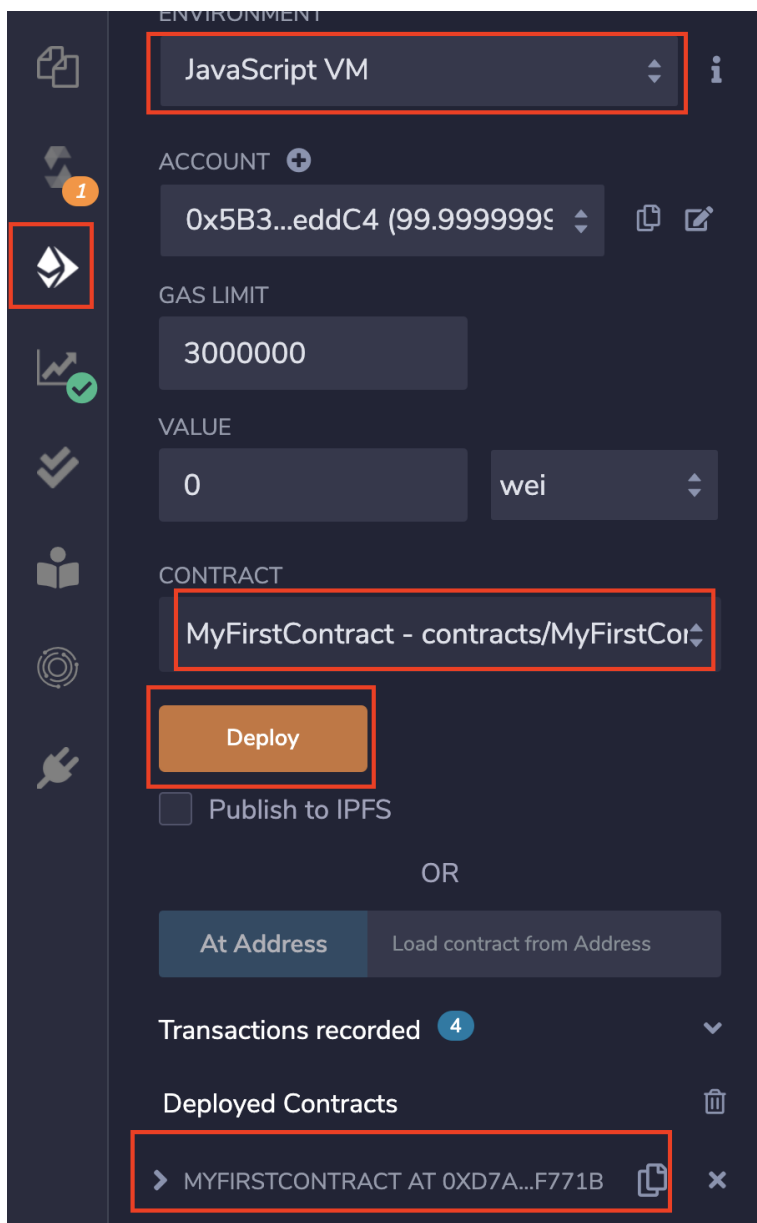 ENVIRONMENT
JavaScript VM
ACCOUNT
1
0x5B3...eddC4 (99.9999999
GAS LIMIT
3000000
VALUE
0
wei
CONTRACT
MyFirstContract - contracts/MyFirstCon
Deploy
Publish to IPFS
OR
At Address
Load contract from Address
Transactions recorded 4
Deployed Contracts
MYFIRSTCONTRACT AT 0XD7A...F771B